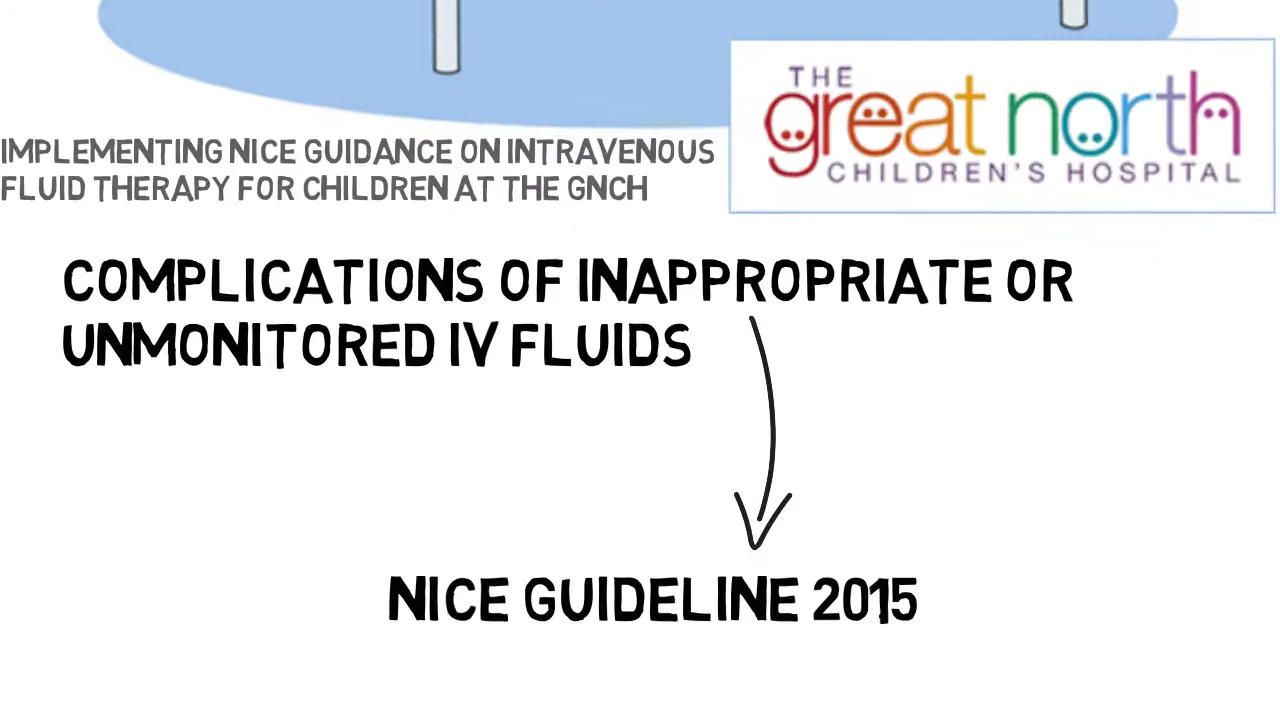 THE
great north
CHILDREN'S HOSPITAL
IMPLEMENTING NICE GUIDANCE ON INTRAVENOUS
FLUID THERAPY FOR CHILDREN AT THE GNCH
COMPLICATIONS OF INAPPROPRIATE OR
UNMONITORED IV FLUIDS
NICE GUIDELINE 2015